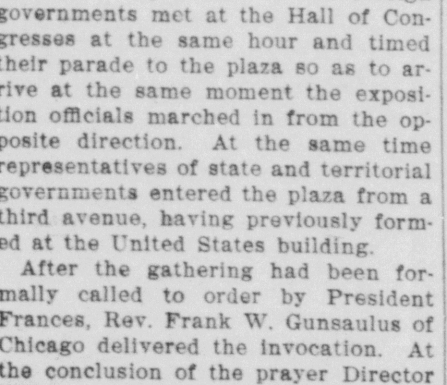 governments met at the Hall of Con-
gresses at the same hour and timed
their parade to the plaza so as to ar-
rive at the same moment the exposi-
tion officials marched in from the op-
posite direction. At the same time
representatives of state and territorial
governments entered the plaza from a
third avenue, having previously form-
ed at the United States building.
After the gathering had been for-
mally called to order by President
Frances, Rev. Frank W. Gunsaulus of
Chicago delivered the invocation. At
the conclusion of the prayer Director